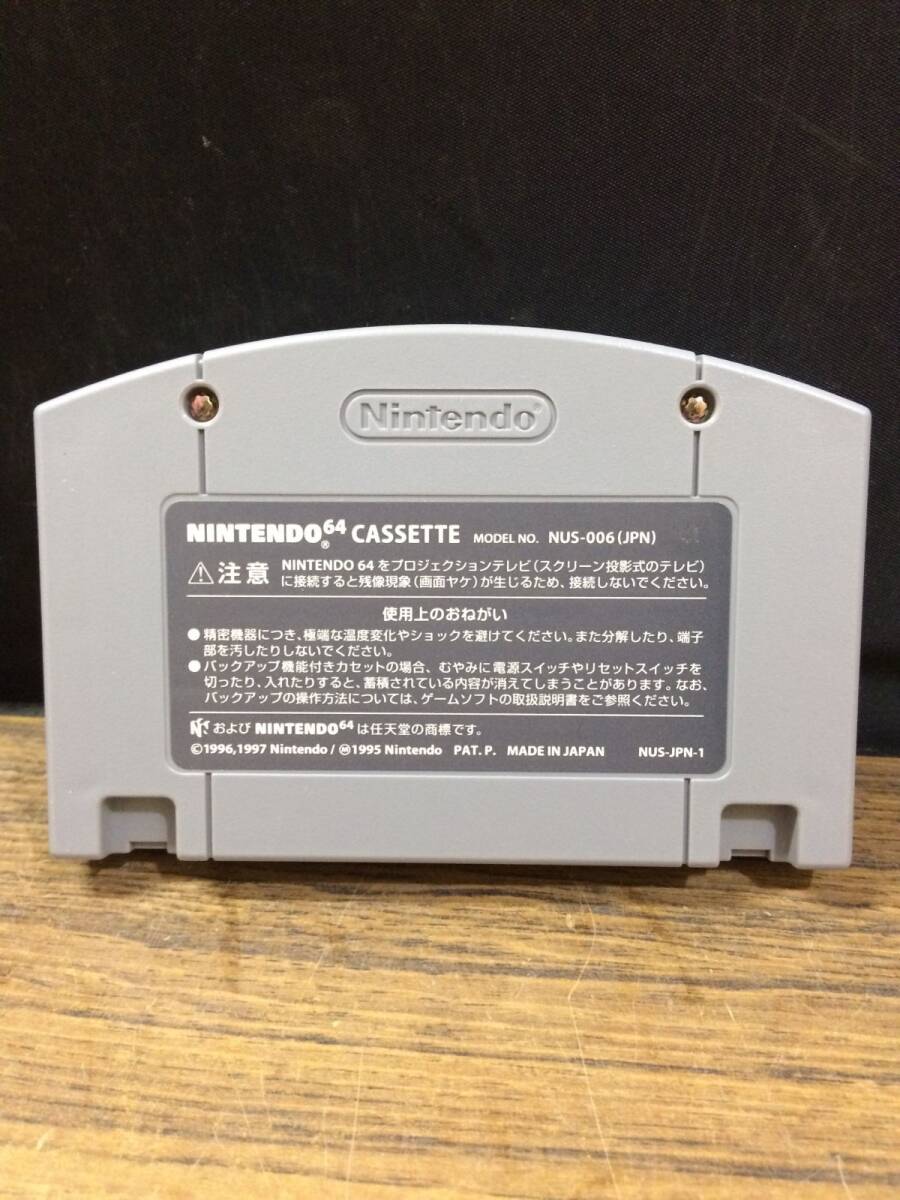 Nintendo®
NINTENDO64® CASSETTE MODEL NO. NUS-006(JPN)
⚠注意 NINTENDO 64をプロジェクションテレビ(スクリーン投影式のテレビ)
に接続すると残像現象(画面ヤケ)が生じるため、接続しないでください。
使用上のおねがい
●精密機器につき、極端な温度変化やショックを避けてください。また分解したり、端子
部を汚したりしないでください。
●バックアップ機能付きカセットの場合、むやみに電源スイッチやリセットスイッチを
切ったり、入れたりすると、蓄積されている内容が消えてしまうことがあります。なお、
バックアップの操作方法については、ゲームソフトの取扱説明書をご参照ください。
および NINTENDO64 は任天堂の商標です。
©1996,1997 Nintendo / Ⓜ1995 Nintendo PAT. P. MADE IN JAPAN NUS-JPN-1